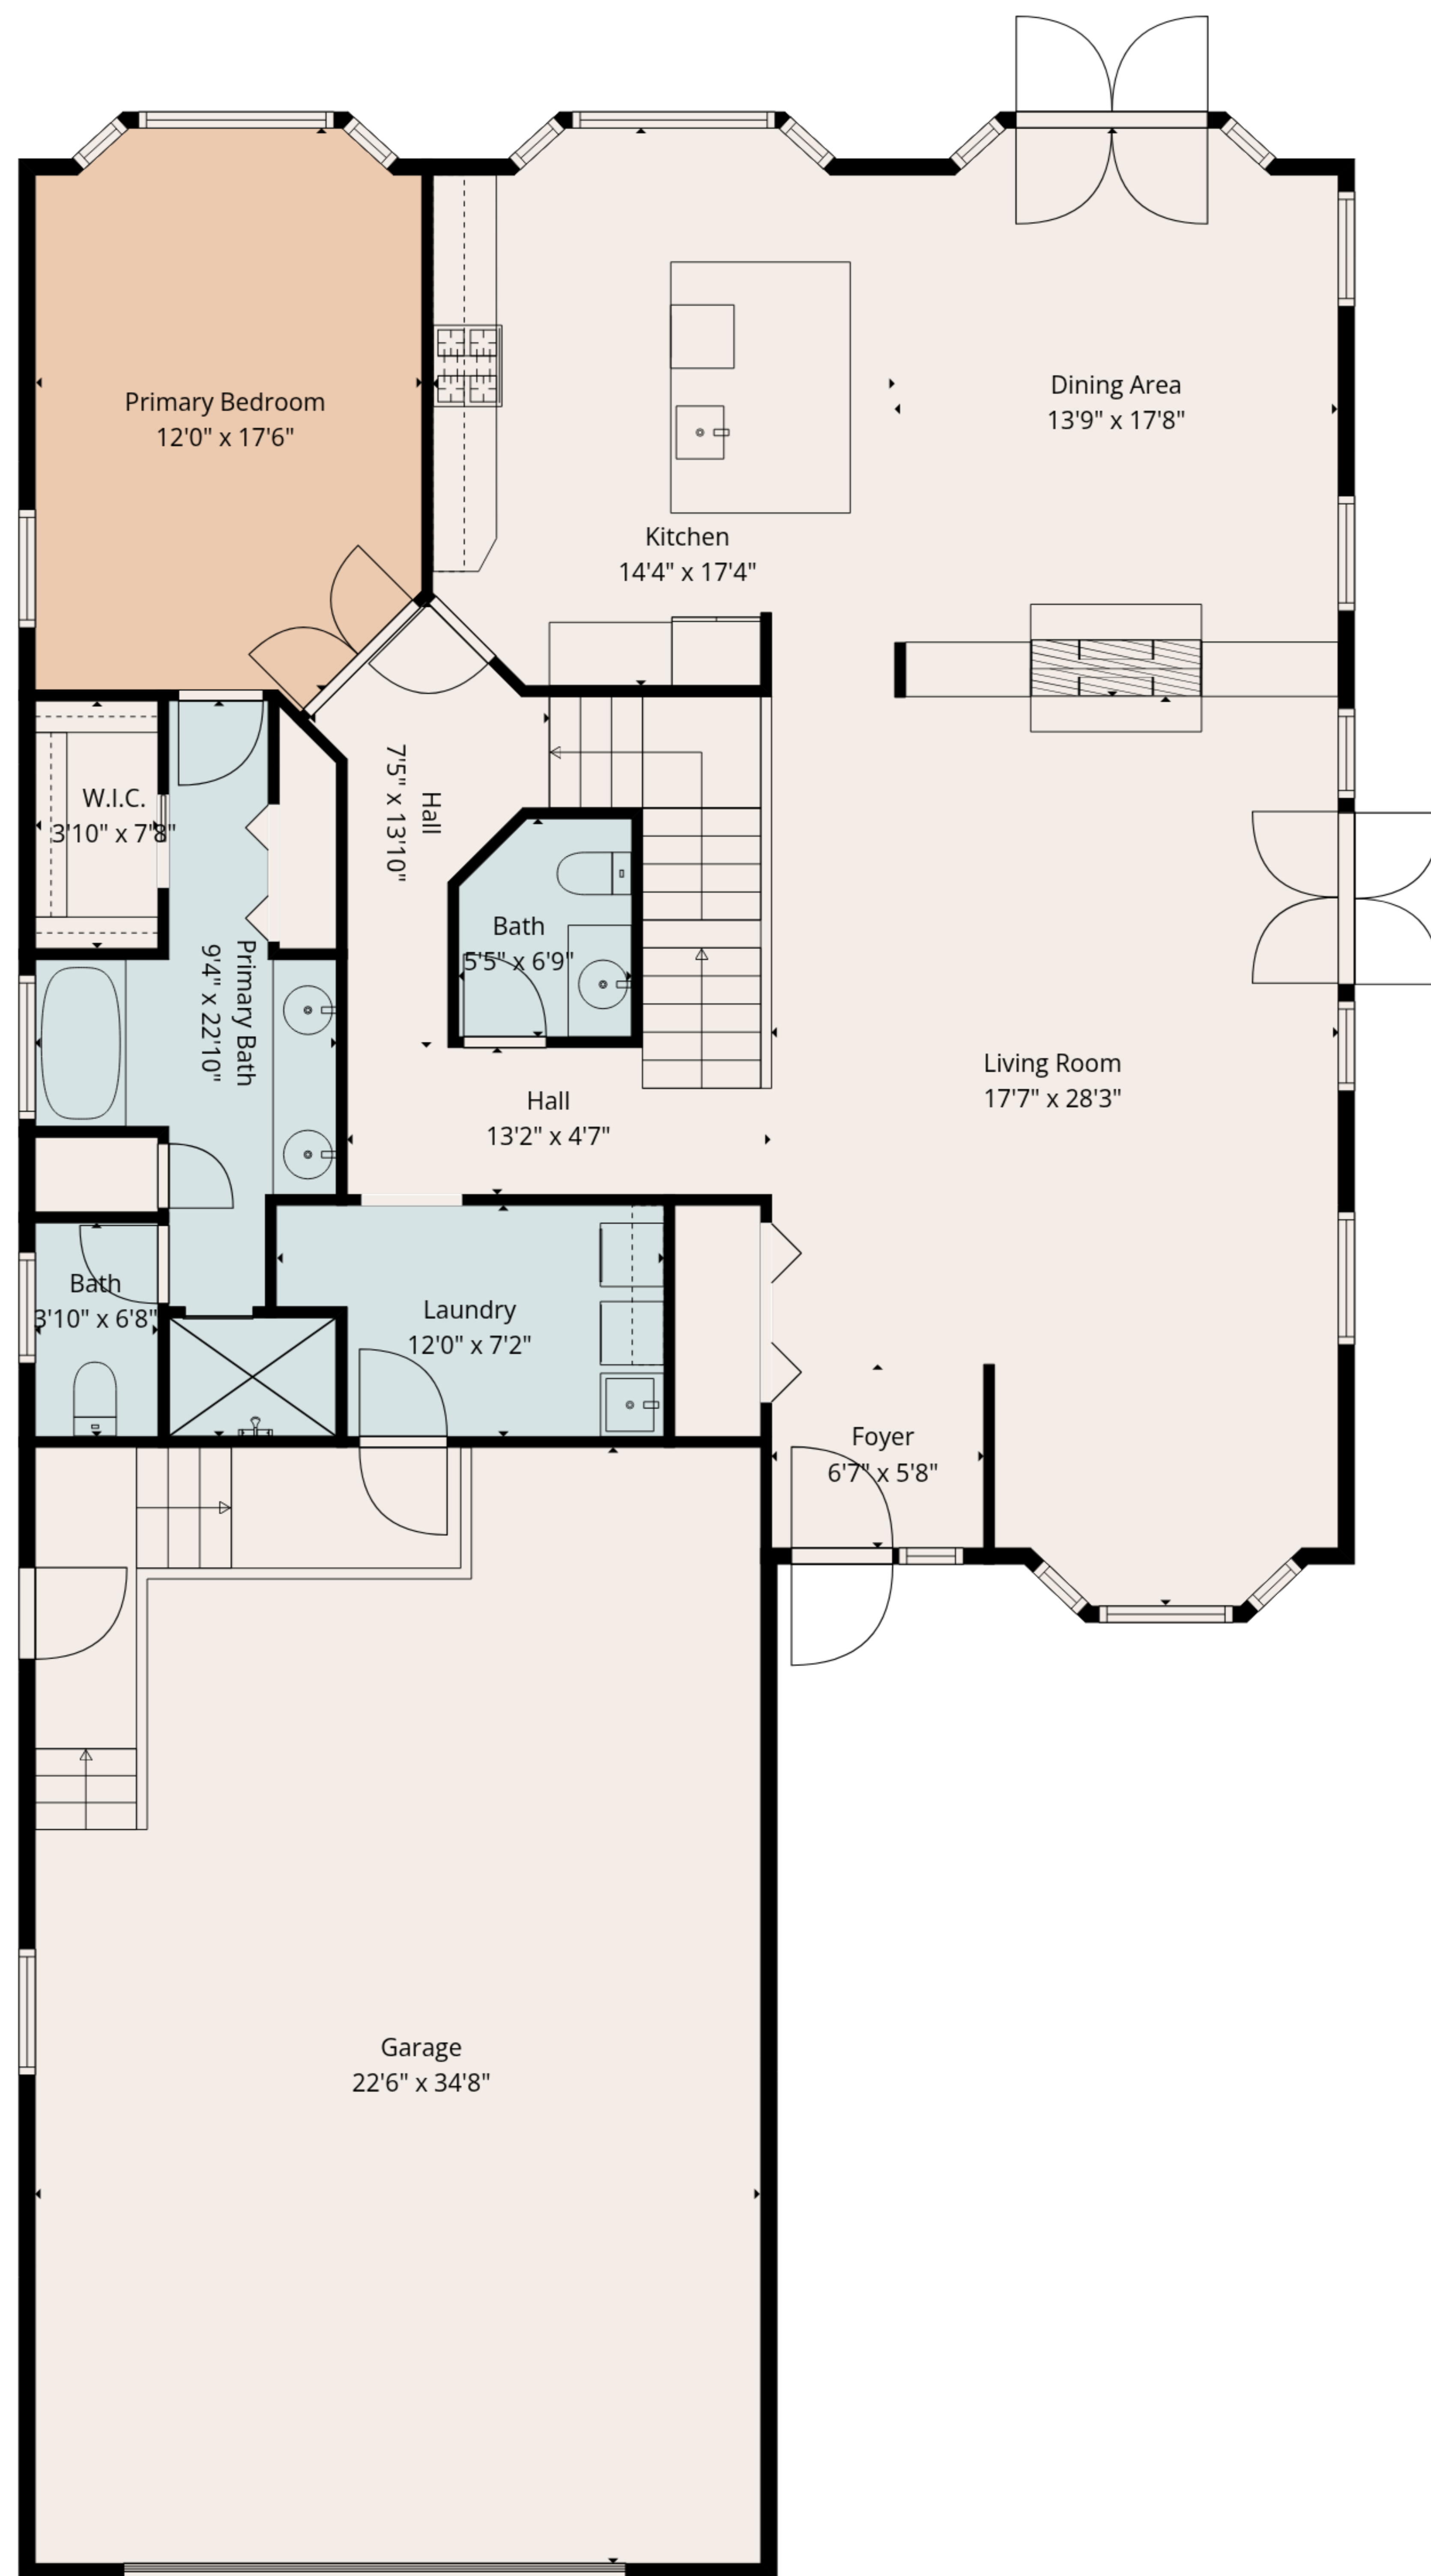 Primary Bedroom
12'0" x 17'6"
Dining Area
13'9" x 17'8"
Kitchen
14'4" x 17'4"
W.I.C.
3'10" x 7'8"
Hall
7'5" x 13'10"
Bath
5'5" x 6'9"
Primary Bath
9'4" x 22'10"
Living Room
17'7" x 28'3"
Hall
13'2" x 4'7"
Bath
3'10" x 6'8"
Laundry
12'0" x 7'2"
Foyer
6'7" x 5'8"
Garage
22'6" x 34'8"